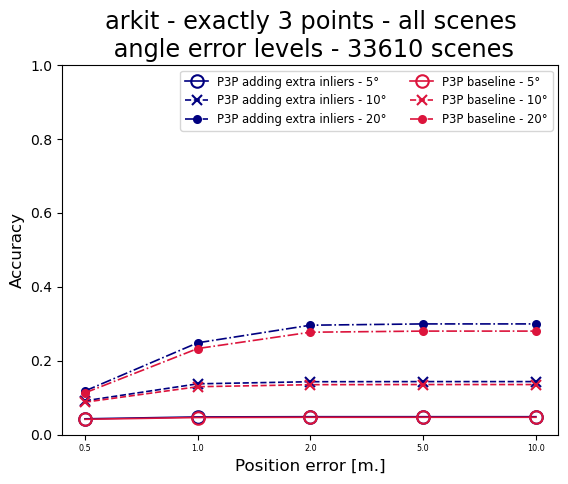 arkit - exactly 3 points - all scenes
angle error levels - 33610 scenes
P3P adding extra inliers - 5°
P3P adding extra inliers - 10°
P3P adding extra inliers - 20°
P3P baseline - 5°
P3P baseline - 10°
P3P baseline - 20°
Accuracy
1.0
0.8
0.6
0.4
0.2
0.0
0.5
1.0
2.0
5.0
10.0
Position error [m.]